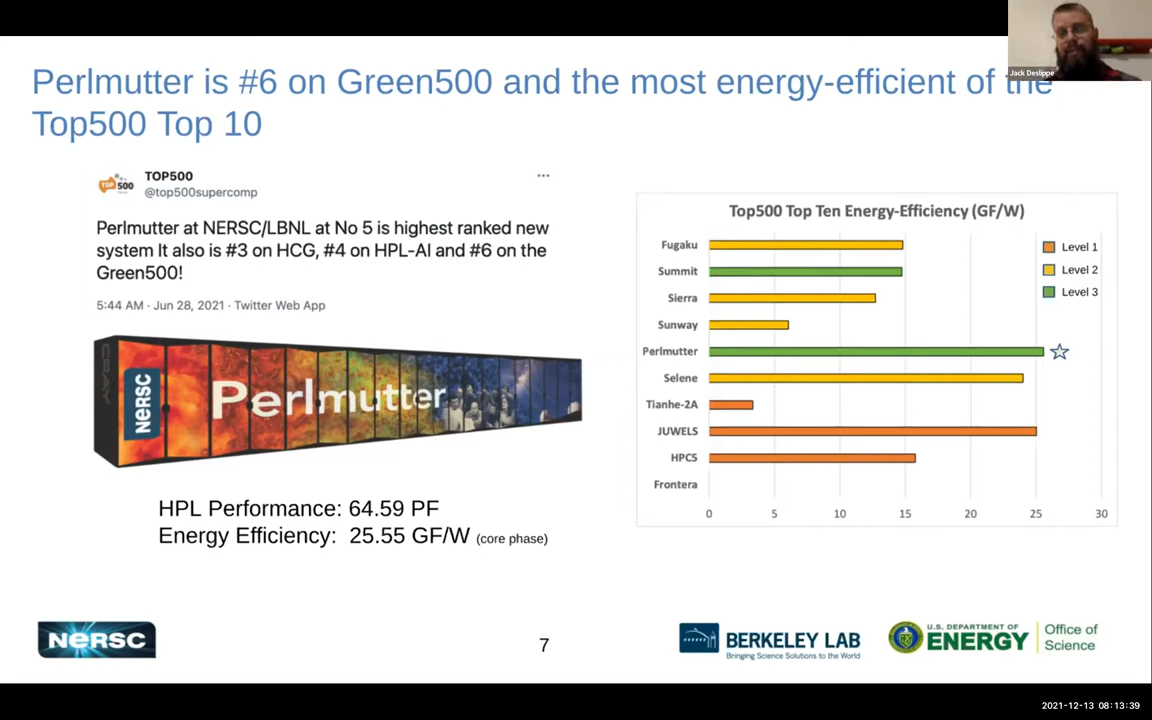 Jack Deslippe
Perlmutter is #6 on Green500 and the most energy-efficient of the
Top500 Top 10
TOP500
@top500supercomp
...
TOP 500
Perlmutter at NERSC/LBNL at No 5 is highest ranked new
system It also is #3 on HCG, #4 on HPL-AI and #6 on the
Green500!
5:44 AM · Jun 28, 2021 · Twitter Web App
CRAY
NERSC
Perlmutter
HPL Performance: 64.59 PF
Energy Efficiency: 25.55 GF/W (core phase)
Top500 Top Ten Energy-Efficiency (GF/W)
Fugaku
Summit
Sierra
Sunway
Perlmutter
Selene
Tianhe-2A
JUWELS
HPC5
Frontera
0 5 10 15 20 25 30
Level 1
Level 2
Level 3
NERSC
7
BERKELEY LAB
Bringing Science Solutions to the World
U.S. DEPARTMENT OF
ENERGY
Office of
Science
2021-12-13 08:13:39